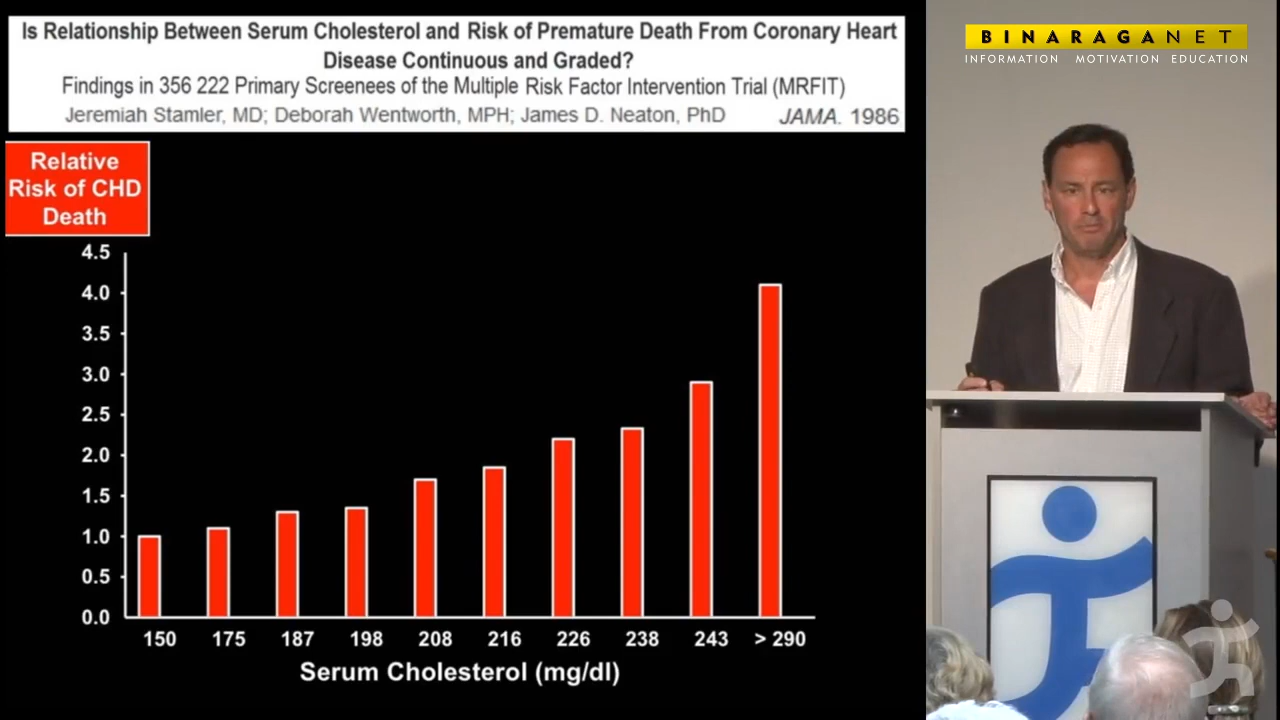 Is Relationship Between Serum Cholesterol and Risk of Premature Death From Coronary Heart
Disease Continuous and Graded?
Findings in 356 222 Primary Screenees of the Multiple Risk Factor Intervention Trial (MRFIT)
Jeremiah Stamler, MD; Deborah Wentworth, MPH; James D. Neaton, PhD JAMA. 1986
Relative
Risk of CHD
Death
4.5
4.0
3.5
3.0
2.5
2.0
1.5
1.0
0.5
0.0
150 175 187 198 208 216 226 238 243 > 290
Serum Cholesterol (mg/dl)
BINARAGANET
INFORMATION MOTIVATION EDUCATION